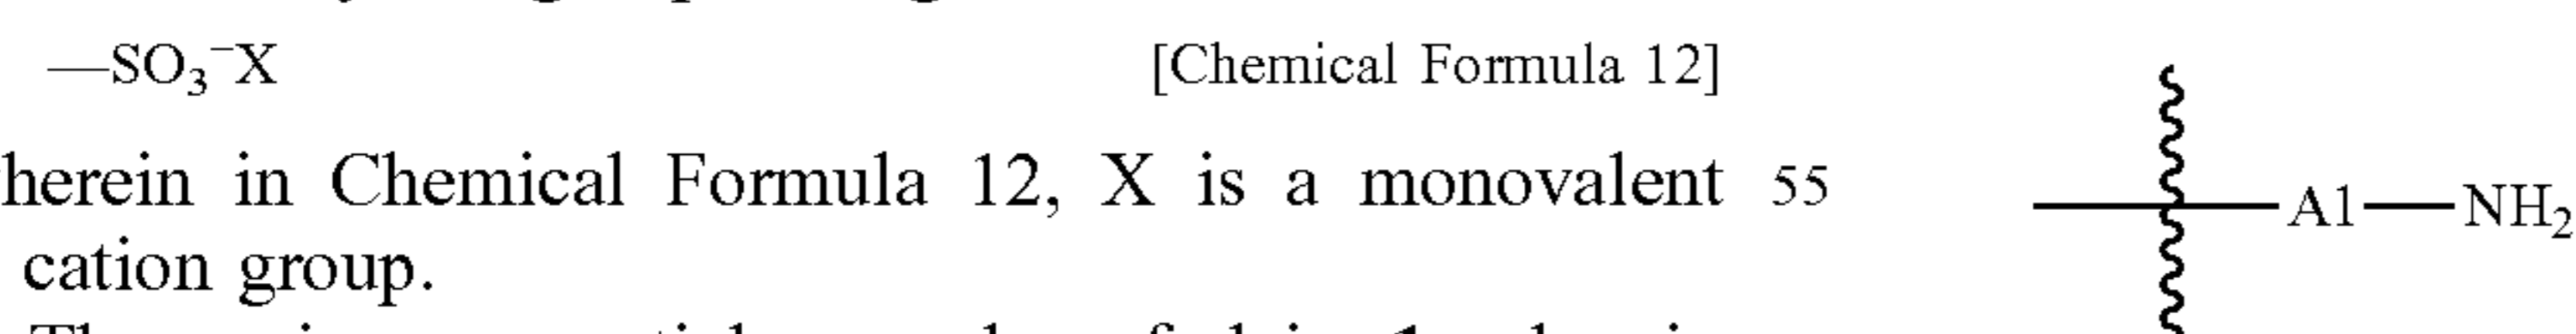 —SO₃⁻X [Chemical Formula 12]
herein in Chemical Formula 12, X is a monovalent 55
cation group.
A1—NH₂